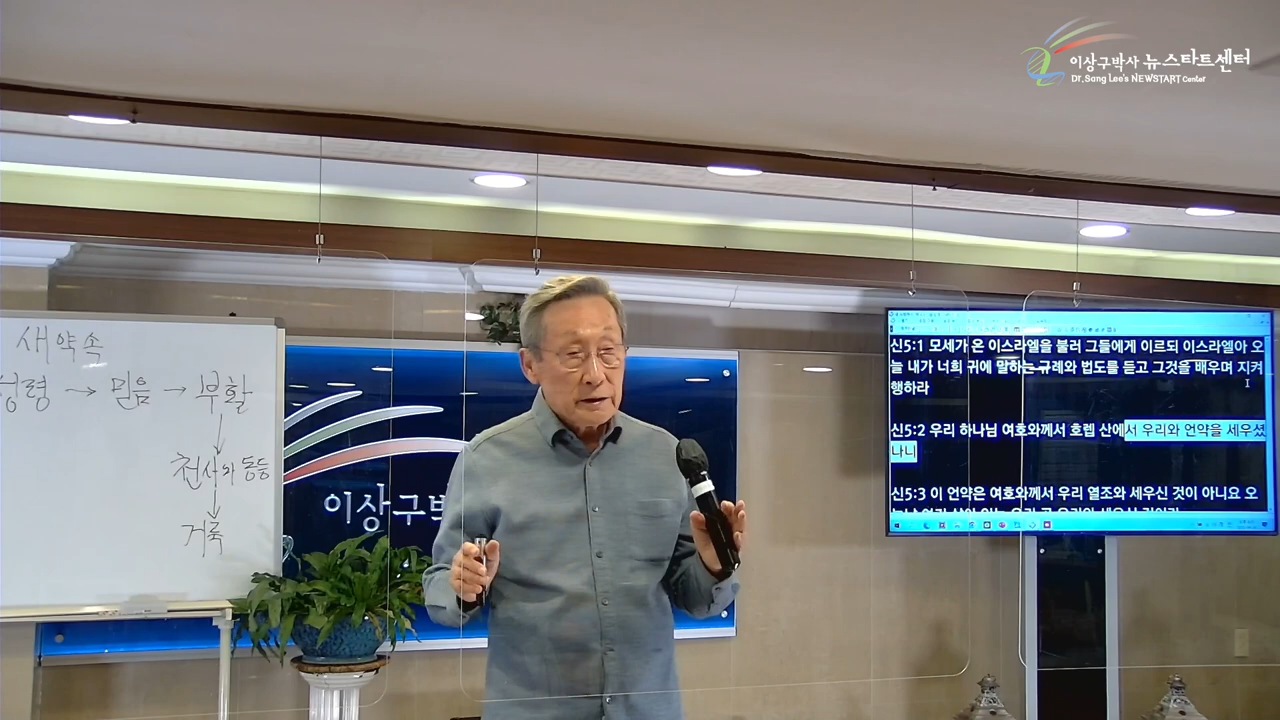 이상구박사 뉴스타트센터
Dr. Sang Lee's NEWSTART Center
새약속
성령 → 믿음 → 부활
천사와 동등
거룩
이상구박
신5:1 모세가 온 이스라엘을 불러 그들에게 이르되 이스라엘아 오
늘 내가 너희 귀에 말하는 규례와 법도를 듣고 그것을 배우며 지켜
행하라
신5:2 우리 하나님 여호와께서 호렙 산에서 우리와 언약을 세우셨
나니
신5:3 이 언약은 여호와께서 우리 열조와 세우신 것이 아니요 오